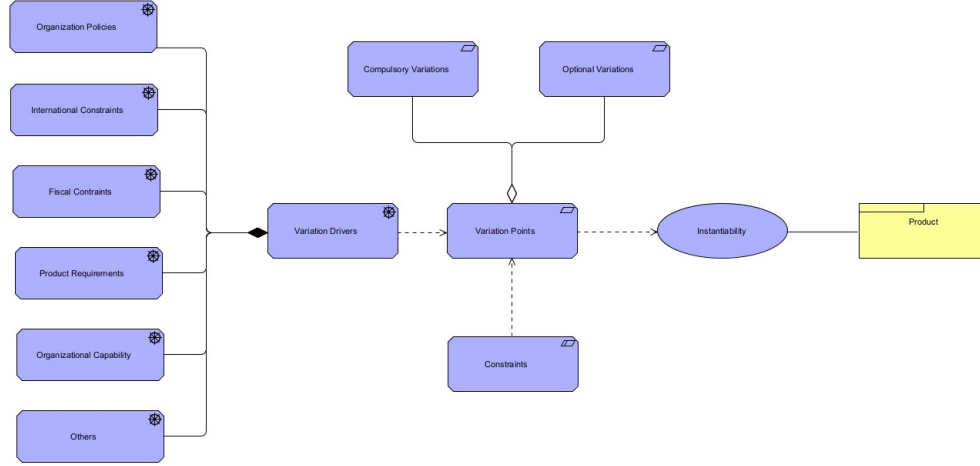 Organization Policies
Compulsory Variations
Optional Variations
International Constraints
Fiscal Contraints
Variation Drivers
Variation Points
Instantiability
Product
Product Requirements
Organizational Capability
Constraints
Others